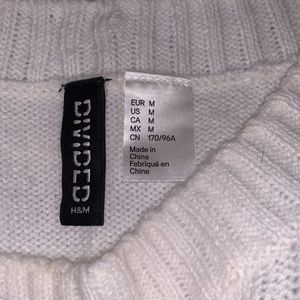 DIVIDED
H&M
EUR M
US M
CA M
MX M
CN 170/96A
Made in
China
Fabriqué en
Chine